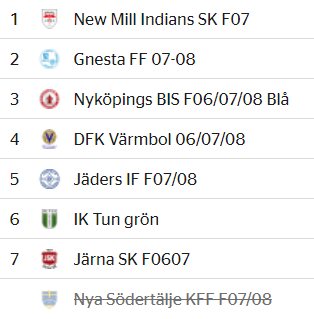 1 New Mill Indians SK F07
2 Gnesta FF 07-08
3 Nyköpings BIS F06/07/08 Blå
4 DFK Värmbol 06/07/08
5 Jäders IF F07/08
6 IK Tun grön
7 Järna SK F0607
Nya Södertälje KFF F07/08